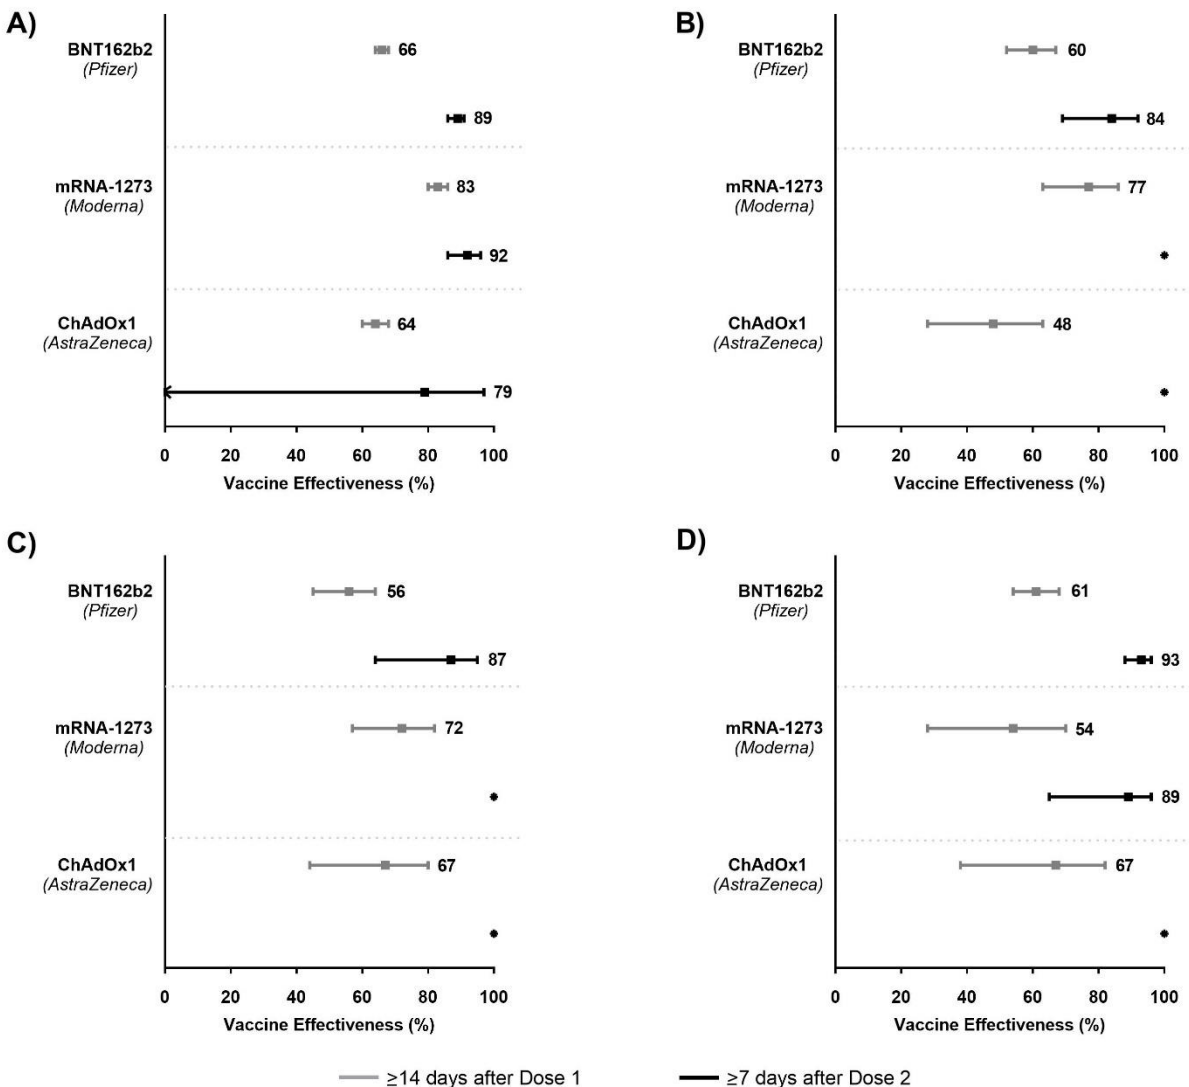 A)
BNT162b2
(Pfizer)
66
89
mRNA-1273
(Moderna)
83
92
ChAdOx1
(AstraZeneca)
64
79
0 20 40 60 80 100
Vaccine Effectiveness (%)
B)
BNT162b2
(Pfizer)
60
84
mRNA-1273
(Moderna)
77
*
ChAdOx1
(AstraZeneca)
48
*
0 20 40 60 80 100
Vaccine Effectiveness (%)
C)
BNT162b2
(Pfizer)
56
87
mRNA-1273
(Moderna)
72
*
ChAdOx1
(AstraZeneca)
67
*
0 20 40 60 80 100
Vaccine Effectiveness (%)
D)
BNT162b2
(Pfizer)
61
93
mRNA-1273
(Moderna)
54
89
ChAdOx1
(AstraZeneca)
67
*
0 20 40 60 80 100
Vaccine Effectiveness (%)
≥14 days after Dose 1
≥7 days after Dose 2